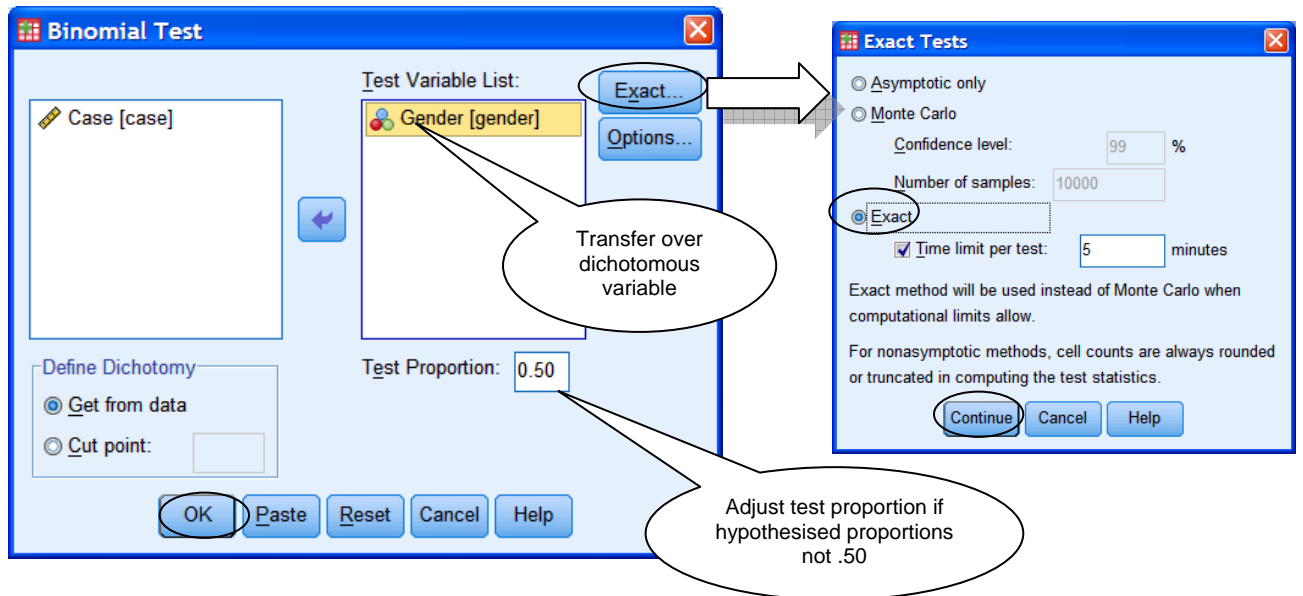 Binomial Test
Test Variable List:
Case [case]
Gender [gender]
Exact...
Options...
Transfer over
dichotomous
variable
Define Dichotomy
Get from data
Cut point:
Test Proportion: 0.50
OK Paste Reset Cancel Help
Adjust test proportion if
hypothesised proportions
not .50
Exact Tests
Asymptotic only
Monte Carlo
Confidence level: 99 %
Number of samples: 10000
Exact
Time limit per test: 5 minutes
Exact method will be used instead of Monte Carlo when
computational limits allow.
For nonasymptotic methods, cell counts are always rounded
or truncated in computing the test statistics.
Continue Cancel Help